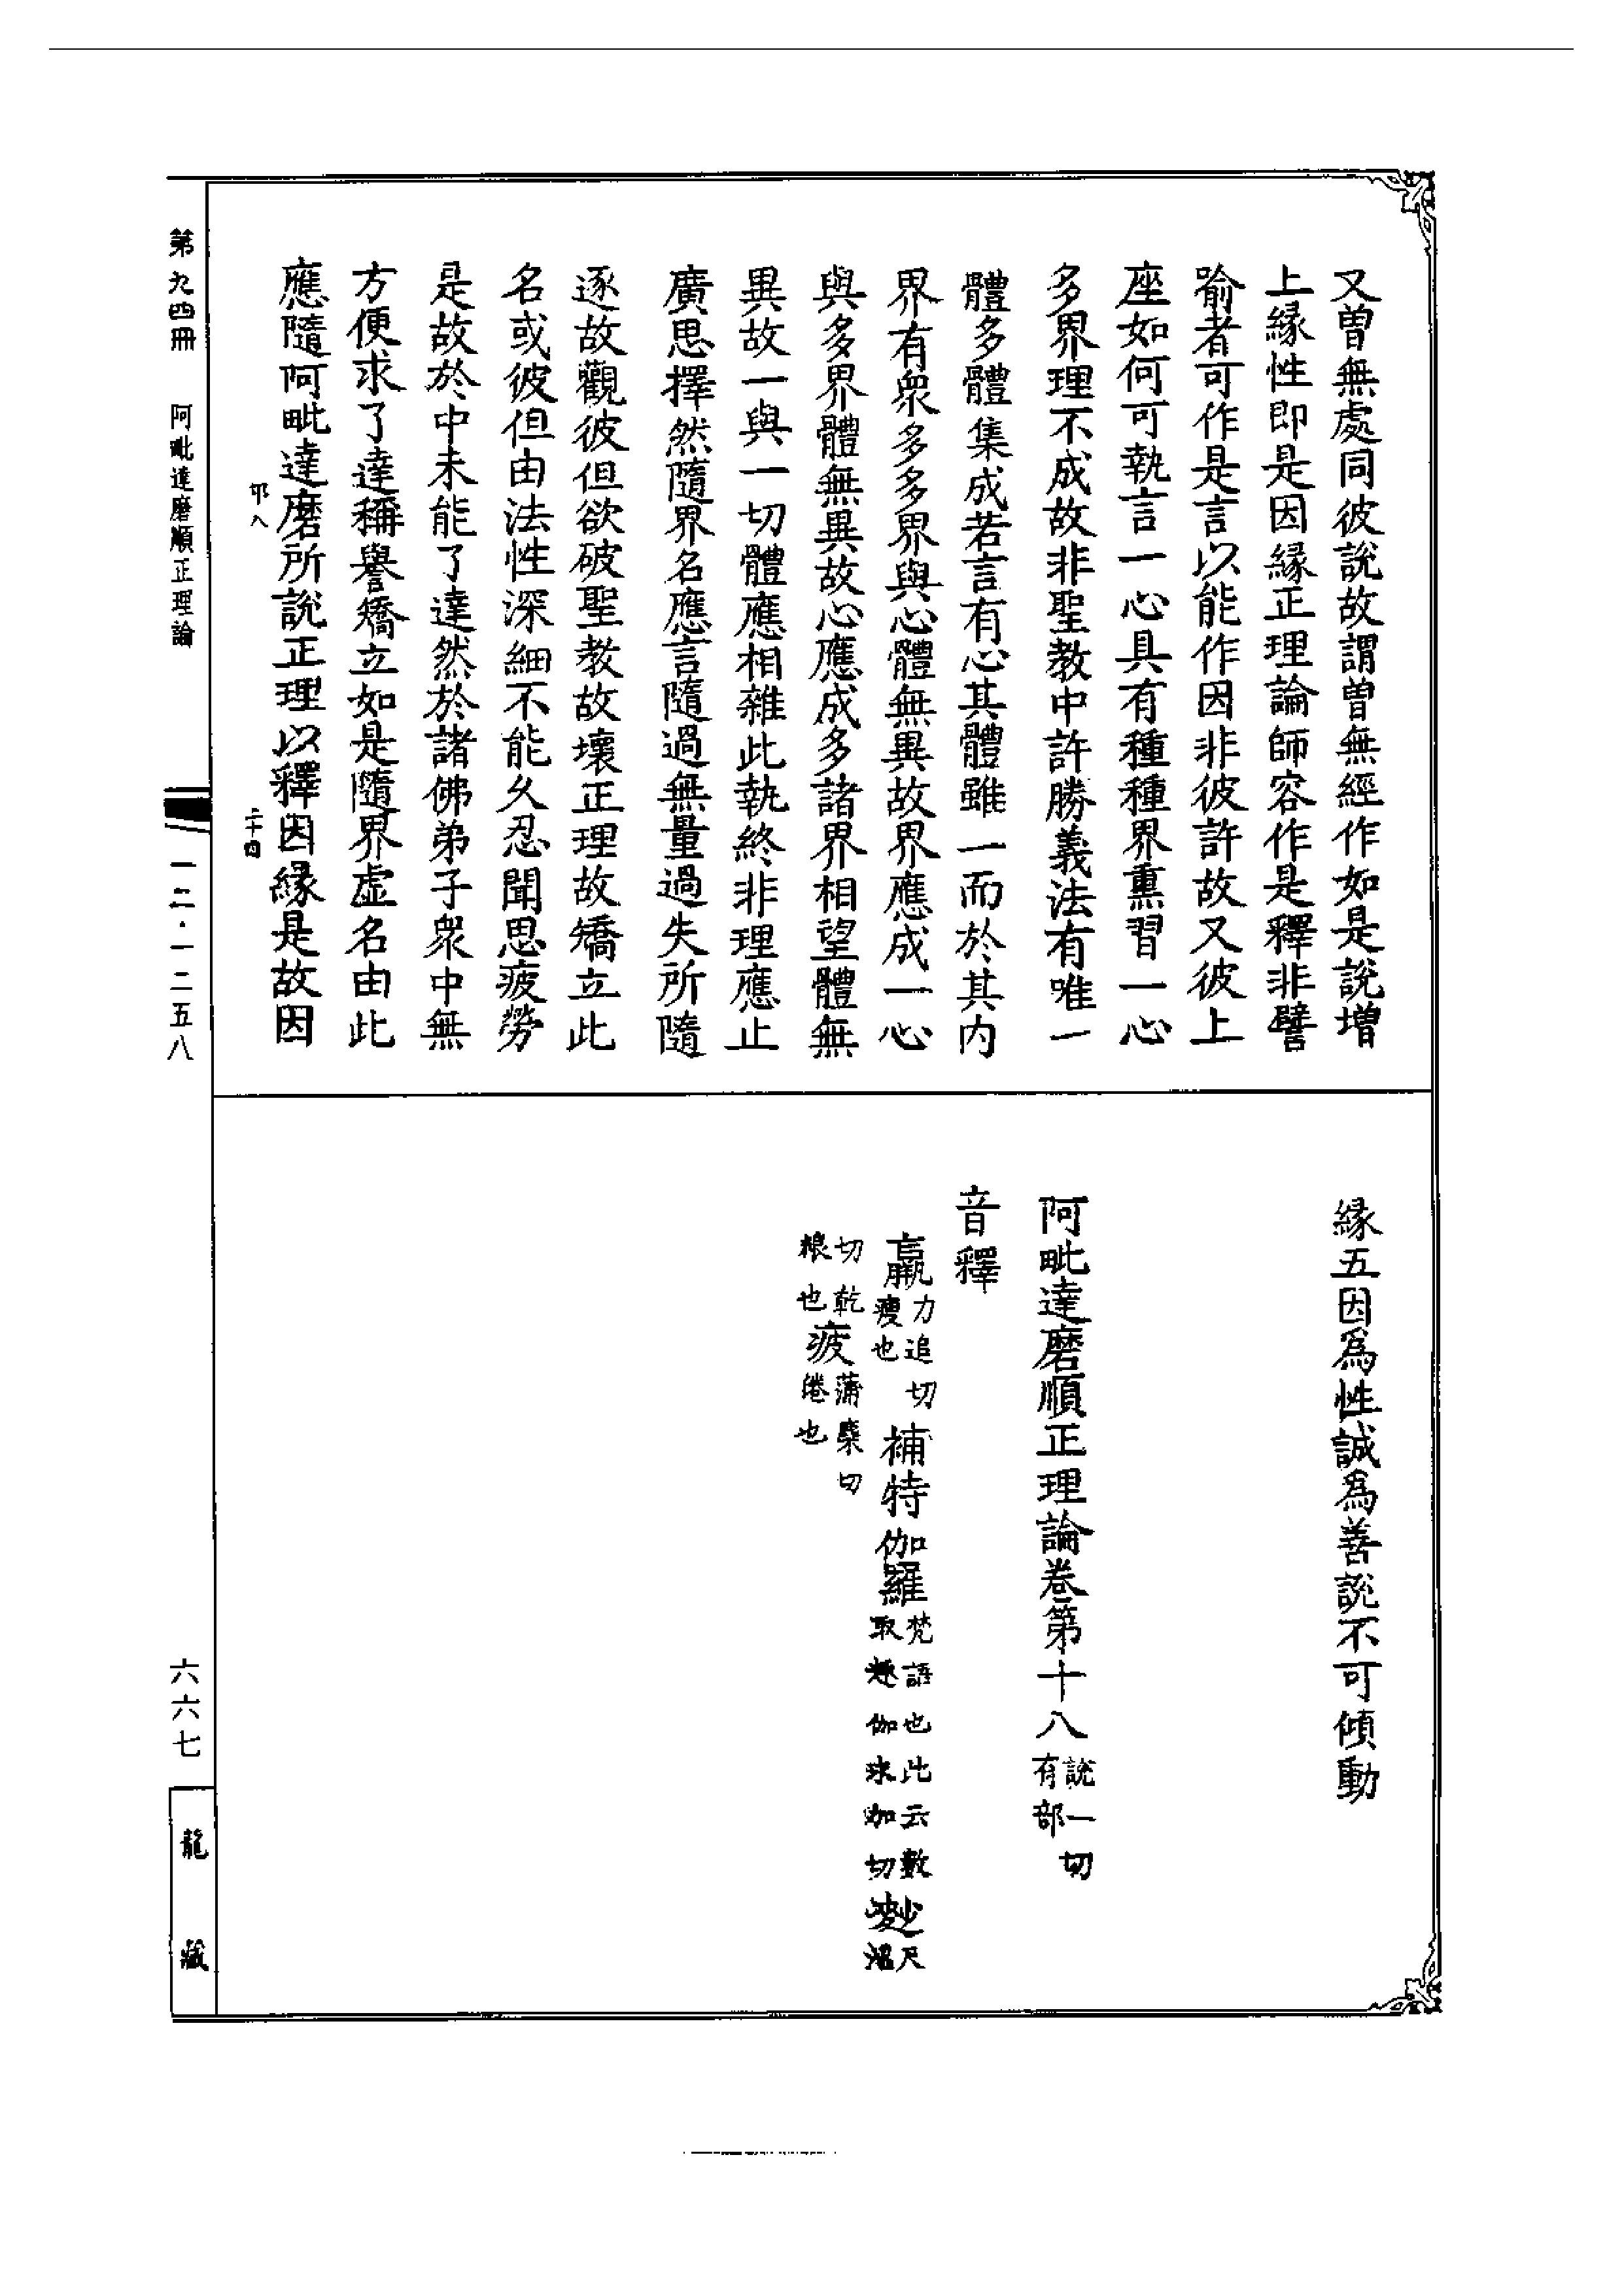 又曽無處同彼說故謂曽無經作如是說增
上緣性即是因緣正理論師容作是釋非譬
喻者可作是言以能作因非彼許故又彼上
座如何可執言一心具有種種界熏習一心
多界理不成故非聖教中許勝義法有唯一
體多體集成若言有心其體雖一而於其内
界有衆多多界與心體無異故界應成一心
與多界體無異故心應成多諸界相望體無
異故一與一切體應相雜此執終非理應止
廣思擇然隨界名應言隨過無量過失所隨
逐故觀彼但欲破聖教故壞正理故矯立此
名或彼但由法性深細不能久忍聞思疲勞
是故於中未能了達然於諸佛弟子衆中無
方便求了達稱譽矯立如是隨界虛名由此
應隨阿毗達磨所說正理以釋因緣是故因
二十四
緣五因爲性誠爲善說不可傾動
阿毗達磨順正理論卷第十八說一切有部
音釋
羸力追切瘦也 補特伽羅梵語也此云數取趣伽求加切 麨尺沼
切乾糗也 疲蒲糜切倦也
第九四冊 阿毗達磨順正理論
一二·一二五八
六六七
龍藏